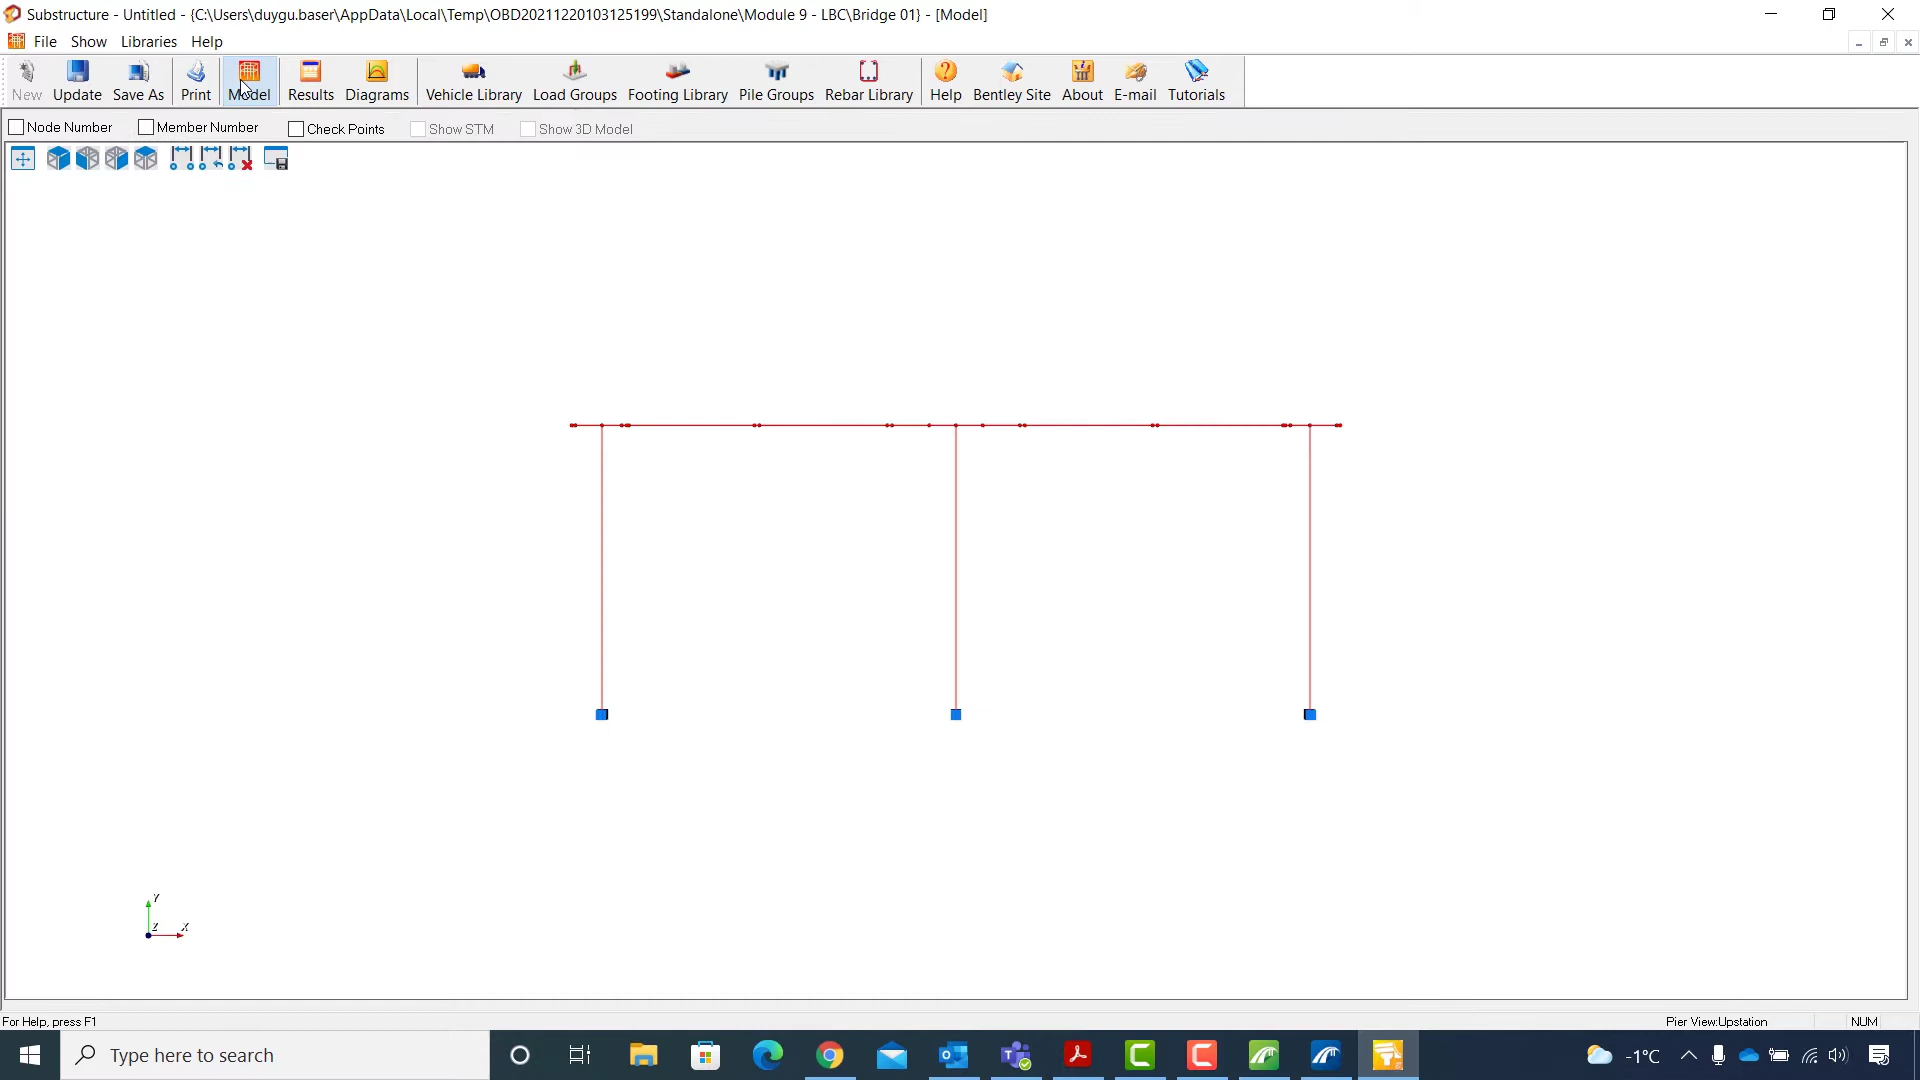 Substructure - Untitled - {C:\Users\duygu.baser\AppData\Local\Temp\OBD20211220103125199\Standalone\Module 9 - LBC\Bridge 01} - [Model]
File Show Libraries Help
New Update Save As Print Model Results Diagrams Vehicle Library Load Groups Footing Library Pile Groups Rebar Library Help Bentley Site About E-mail Tutorials
Node Number Member Number Check Points Show STM Show 3D Model
Y
Z X
For Help, press F1 Pier View:Upstation NUM
Type here to search -1°C